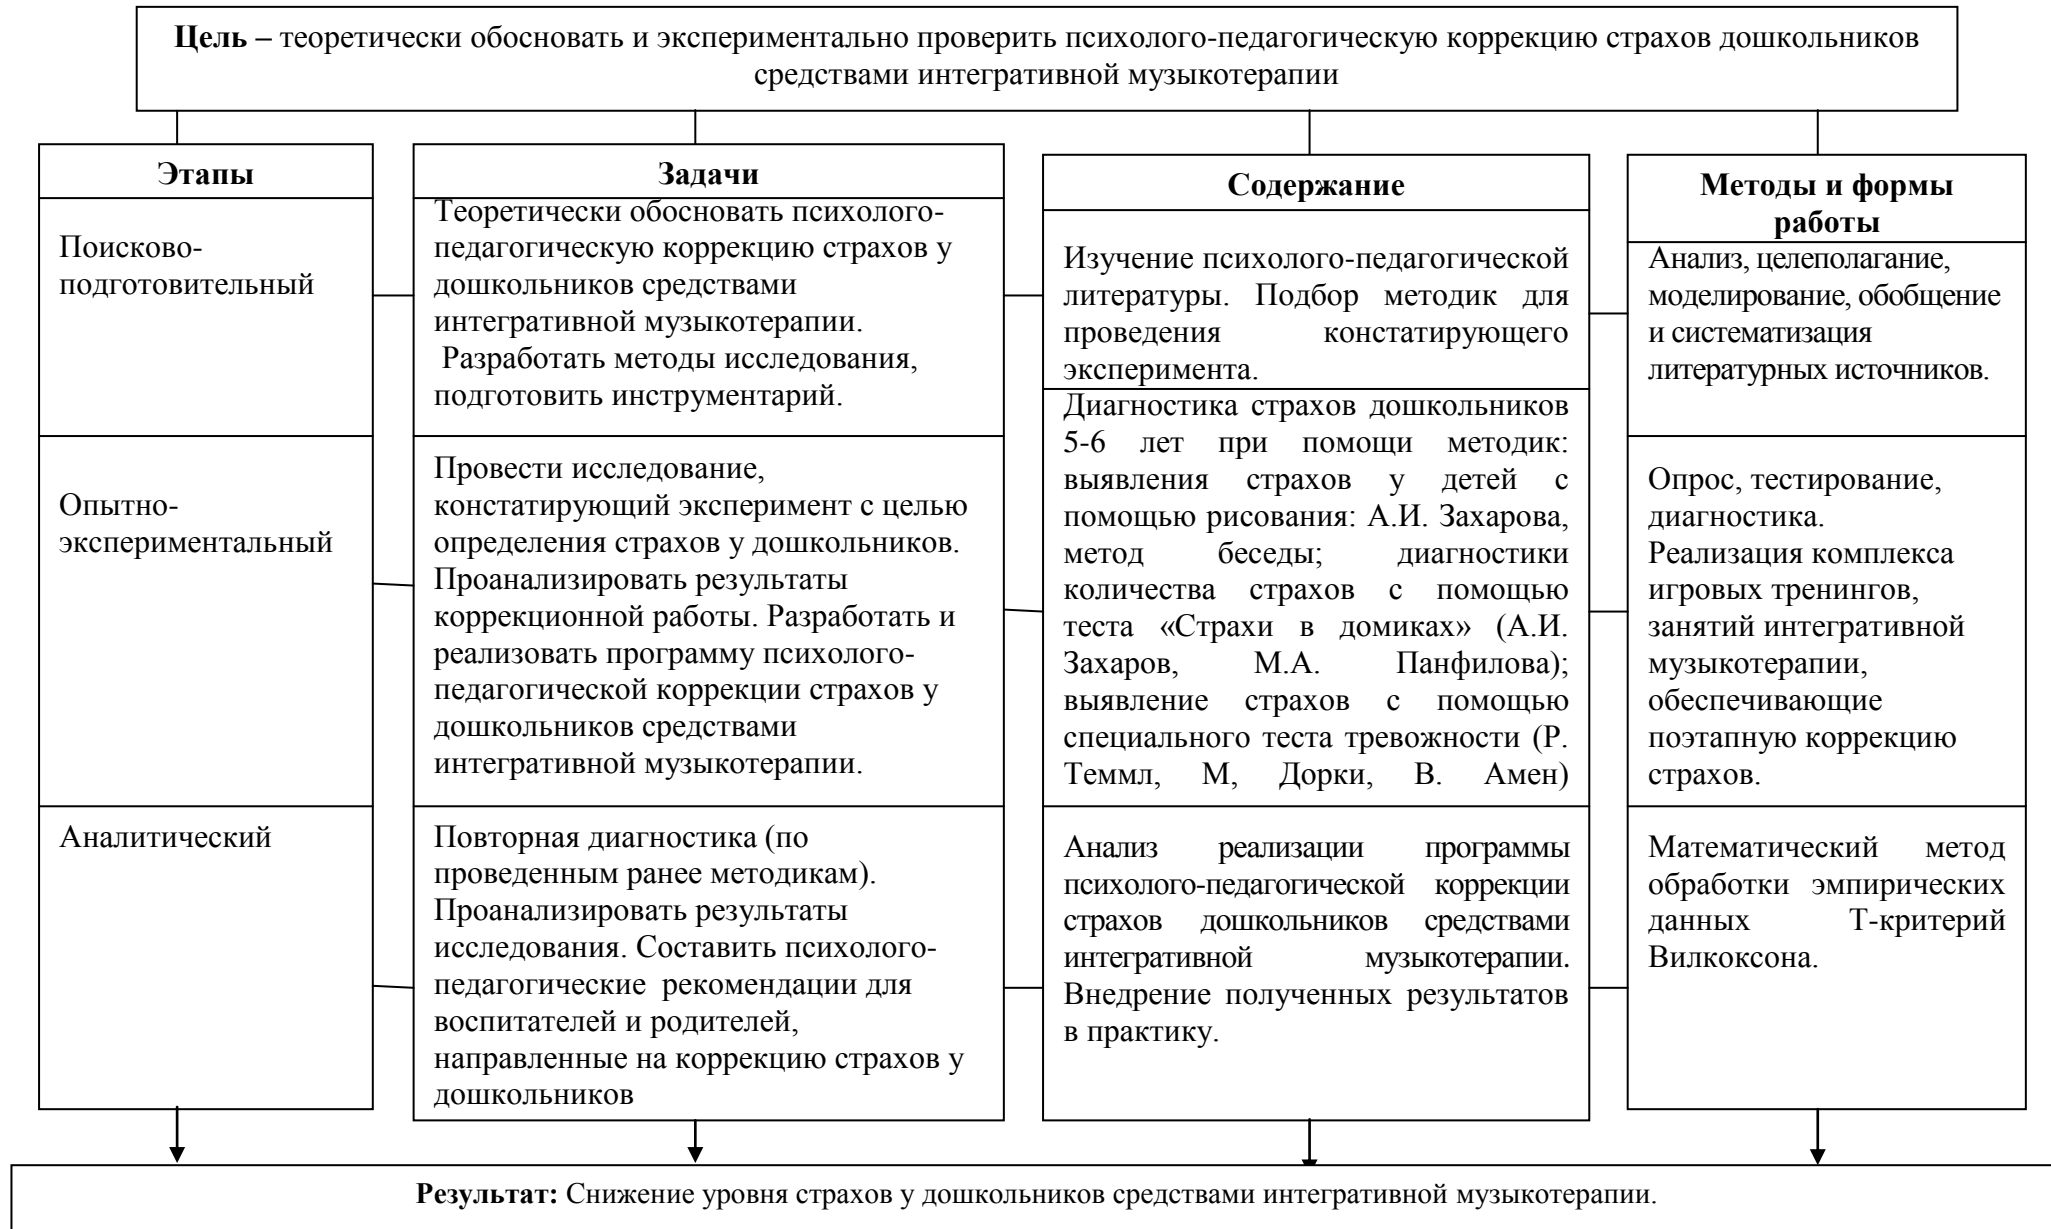 Цель – теоретически обосновать и экспериментально проверить психолого-педагогическую коррекцию страхов дошкольников
средствами интегративной музыкотерапии
Этапы
Поисково-
подготовительный
Опытно-
экспериментальный
Аналитический
Задачи
Теоретически обосновать психолого-
педагогическую коррекцию страхов у
дошкольников средствами
интегративной музыкотерапии.
Разработать методы исследования,
подготовить инструментарий.
Провести исследование,
констатирующий эксперимент с целью
определения страхов у дошкольников.
Проанализировать результаты
коррекционной работы. Разработать и
реализовать программу психолого-
педагогической коррекции страхов у
дошкольников средствами
интегративной музыкотерапии.
Повторная диагностика (по
проведенным ранее методикам).
Проанализировать результаты
исследования. Составить психолого-
педагогические рекомендации для
воспитателей и родителей,
направленные на коррекцию страхов у
дошкольников
Содержание
Изучение психолого-педагогической
литературы. Подбор методик для
проведения констатирующего
эксперимента.
Диагностика страхов дошкольников
5-6 лет при помощи методик:
выявления страхов у детей с
помощью рисования: А.И. Захарова,
метод беседы; диагностики
количества страхов с помощью
теста «Страхи в домиках» (А.И.
Захаров, М.А. Панфилова);
выявление страхов с помощью
специального теста тревожности (Р.
Теммл, М, Дорки, В. Амен)
Анализ реализации программы
психолого-педагогической коррекции
страхов дошкольников средствами
интегративной музыкотерапии.
Внедрение полученных результатов
в практику.
Методы и формы
работы
Анализ, целеполагание,
моделирование, обобщение
и систематизация
литературных источников.
Опрос, тестирование,
диагностика.
Реализация комплекса
игровых тренингов,
занятий интегративной
музыкотерапии,
обеспечивающие
поэтапную коррекцию
страхов.
Математический метод
обработки эмпирических
данных Т-критерий
Вилкоксона.
Результат: Снижение уровня страхов у дошкольников средствами интегративной музыкотерапии.